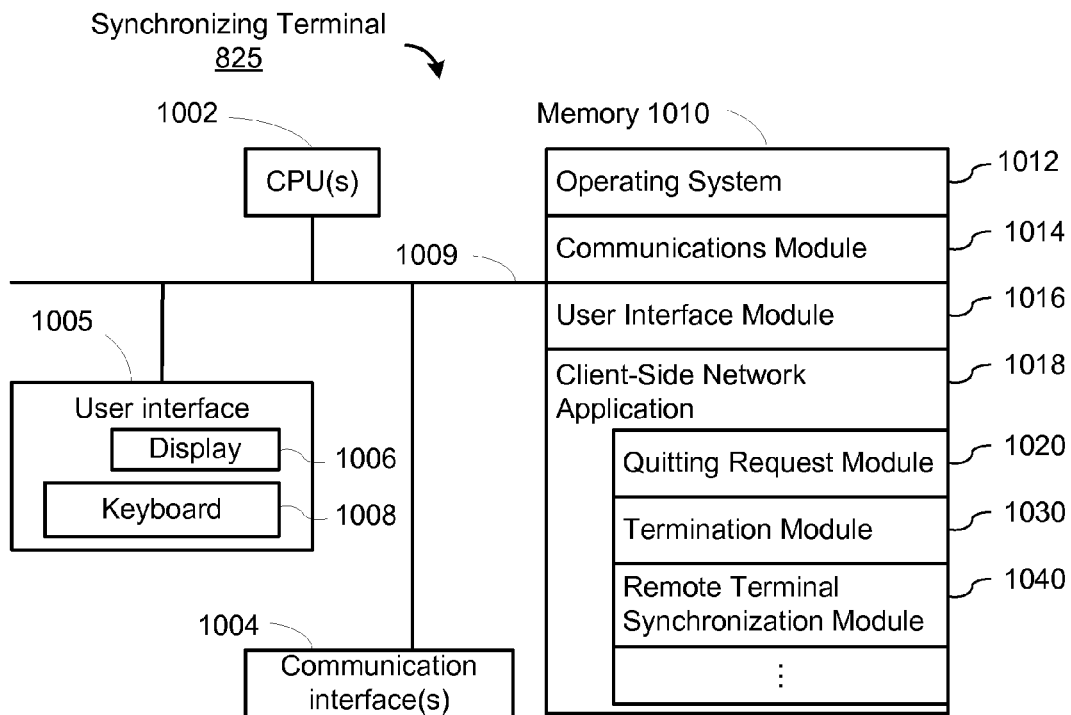 Synchronizing Terminal
825
1002
CPU(s)
1009
1005
User interface
Display
1006
Keyboard
1008
1004
Communication
interface(s)
Memory 1010
Operating System
1012
Communications Module
1014
User Interface Module
1016
Client-Side Network
Application
1018
Quitting Request Module
1020
Termination Module
1030
Remote Terminal
Synchronization Module
1040
⋮